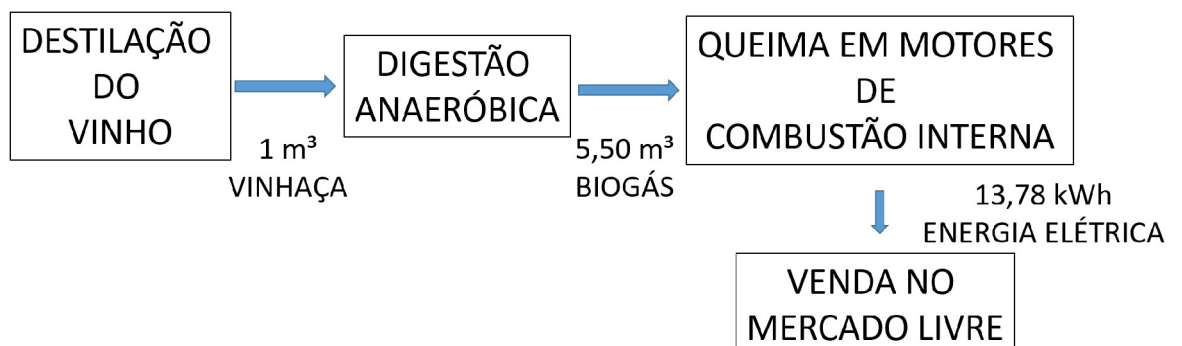 DESTILAÇÃO
DO
VINHO
1 m³
VINHAÇA
DIGESTÃO
ANAERÓBICA
5,50 m³
BIOGÁS
QUEIMA EM MOTORES
DE
COMBUSTÃO INTERNA
13,78 kWh
ENERGIA ELÉTRICA
VENDA NO
MERCADO LIVRE